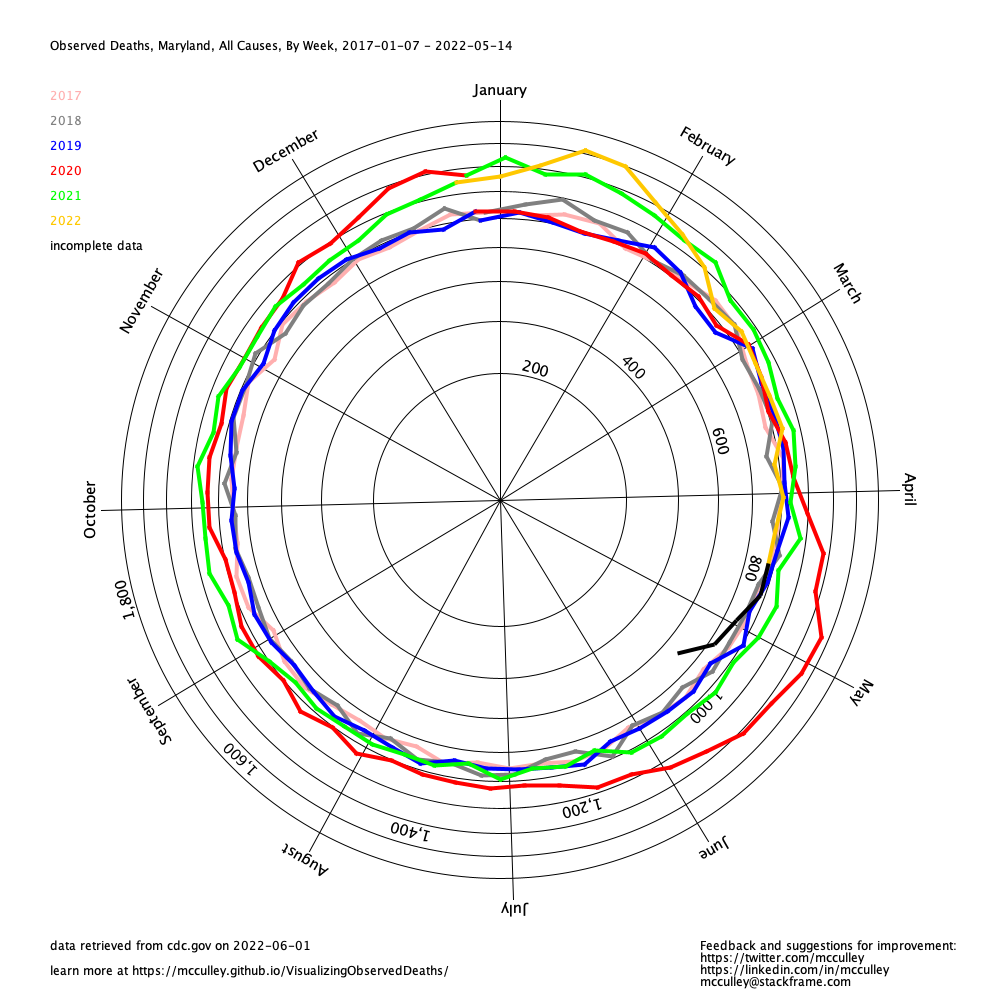 Observed Deaths, Maryland, All Causes, By Week, 2017-01-07 - 2022-05-14
2017
2018
2019
2020
2021
2022
incomplete data
January
February
March
April
May
June
July
August
September
October
November
December
200
400
600
800
1,000
1,200
1,400
1,600
1,800
data retrieved from cdc.gov on 2022-06-01
learn more at https://mcculley.github.io/VisualizingObservedDeaths/
Feedback and suggestions for improvement:
https://twitter.com/mcculley
https://linkedin.com/in/mcculley
mcculley@stackframe.com